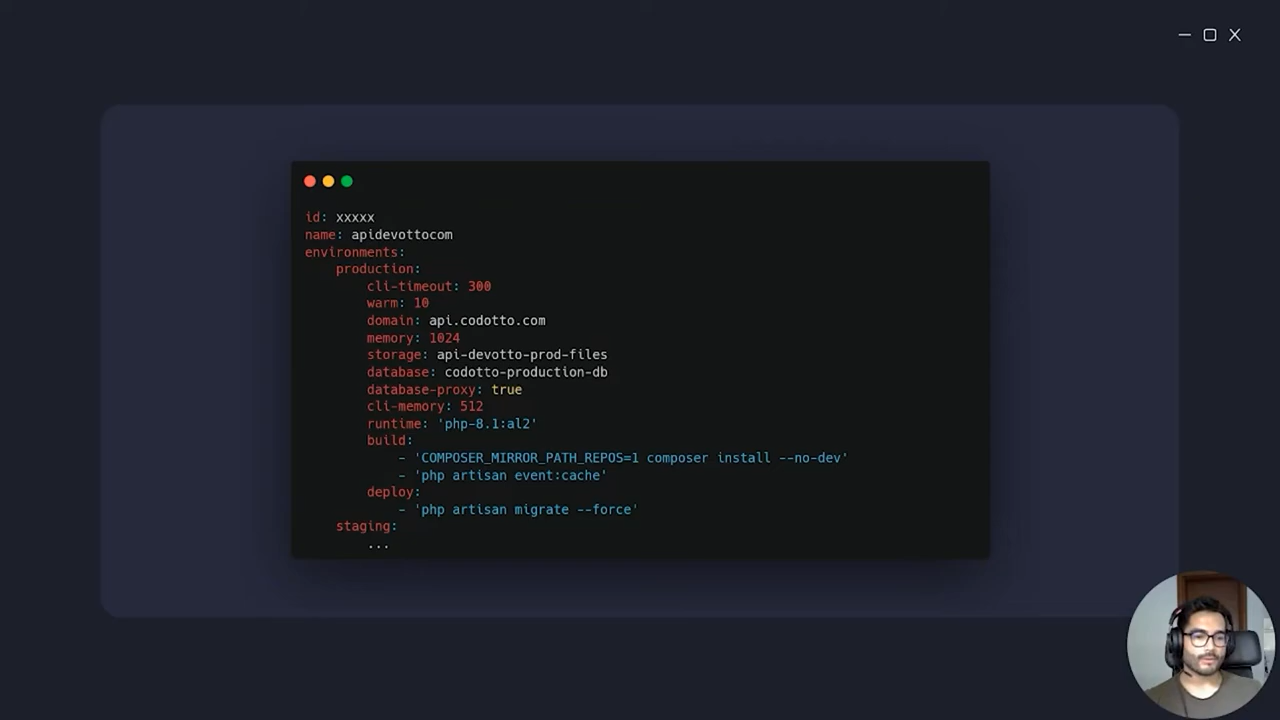 id: xxxxx
name: apidevottocom
environments:
    production:
        cli-timeout: 300
        warm: 10
        domain: api.codotto.com
        memory: 1024
        storage: api-devotto-prod-files
        database: codotto-production-db
        database-proxy: true
        cli-memory: 512
        runtime: 'php-8.1:al2'
        build:
            - 'COMPOSER_MIRROR_PATH_REPOS=1 composer install --no-dev'
            - 'php artisan event:cache'
        deploy:
            - 'php artisan migrate --force'
    staging:
        ...